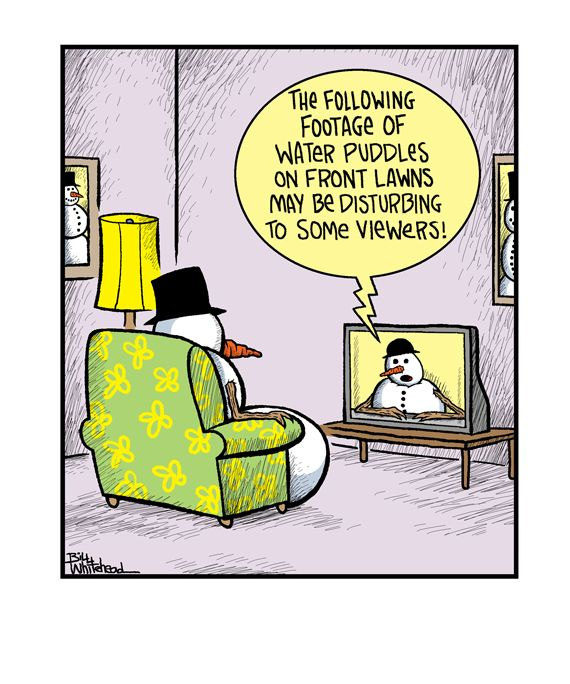 THE FOLLOWING
FOOTAGE OF
WATER PUDDLES
ON FRONT LAWNS
MAY BE DISTURBING
TO SOME VIEWERS!
Bill
Whitehead